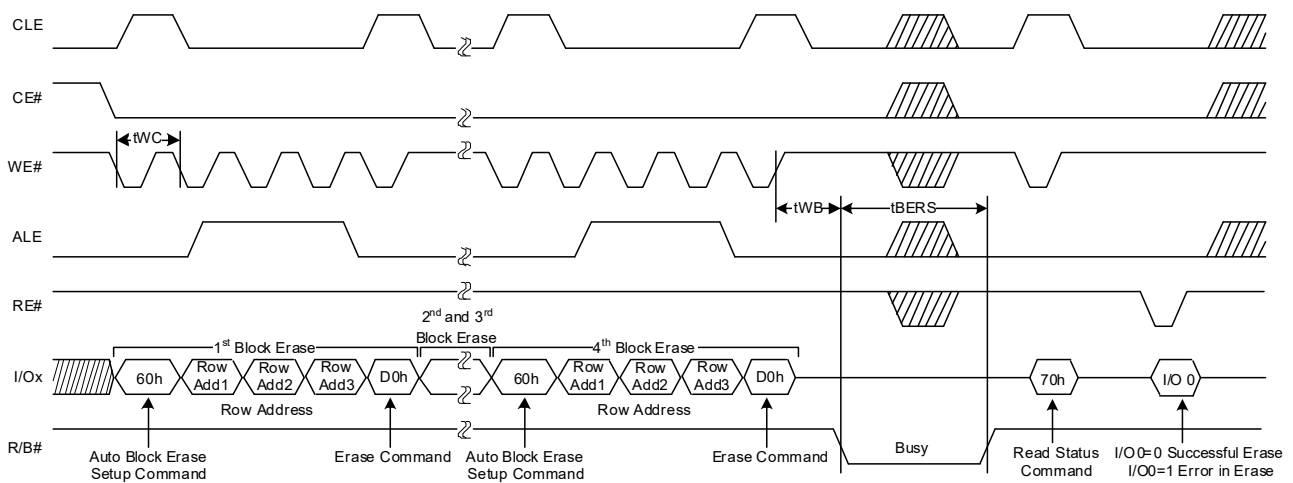 CLE
CE#
tWC
WE#
tWB
tBERS
ALE
RE#
2nd and 3rd
Block Erase
1st Block Erase
4th Block Erase
I/Ox
60h
Row
Add1
Row
Add2
Row
Add3
D0h
60h
Row
Add1
Row
Add2
Row
Add3
D0h
70h
I/O 0
Row Address
Row Address
R/B#
Busy
Auto Block Erase
Setup Command
Erase Command
Auto Block Erase
Setup Command
Erase Command
Read Status
Command
I/O0=0 Successful Erase
I/O0=1 Error in Erase